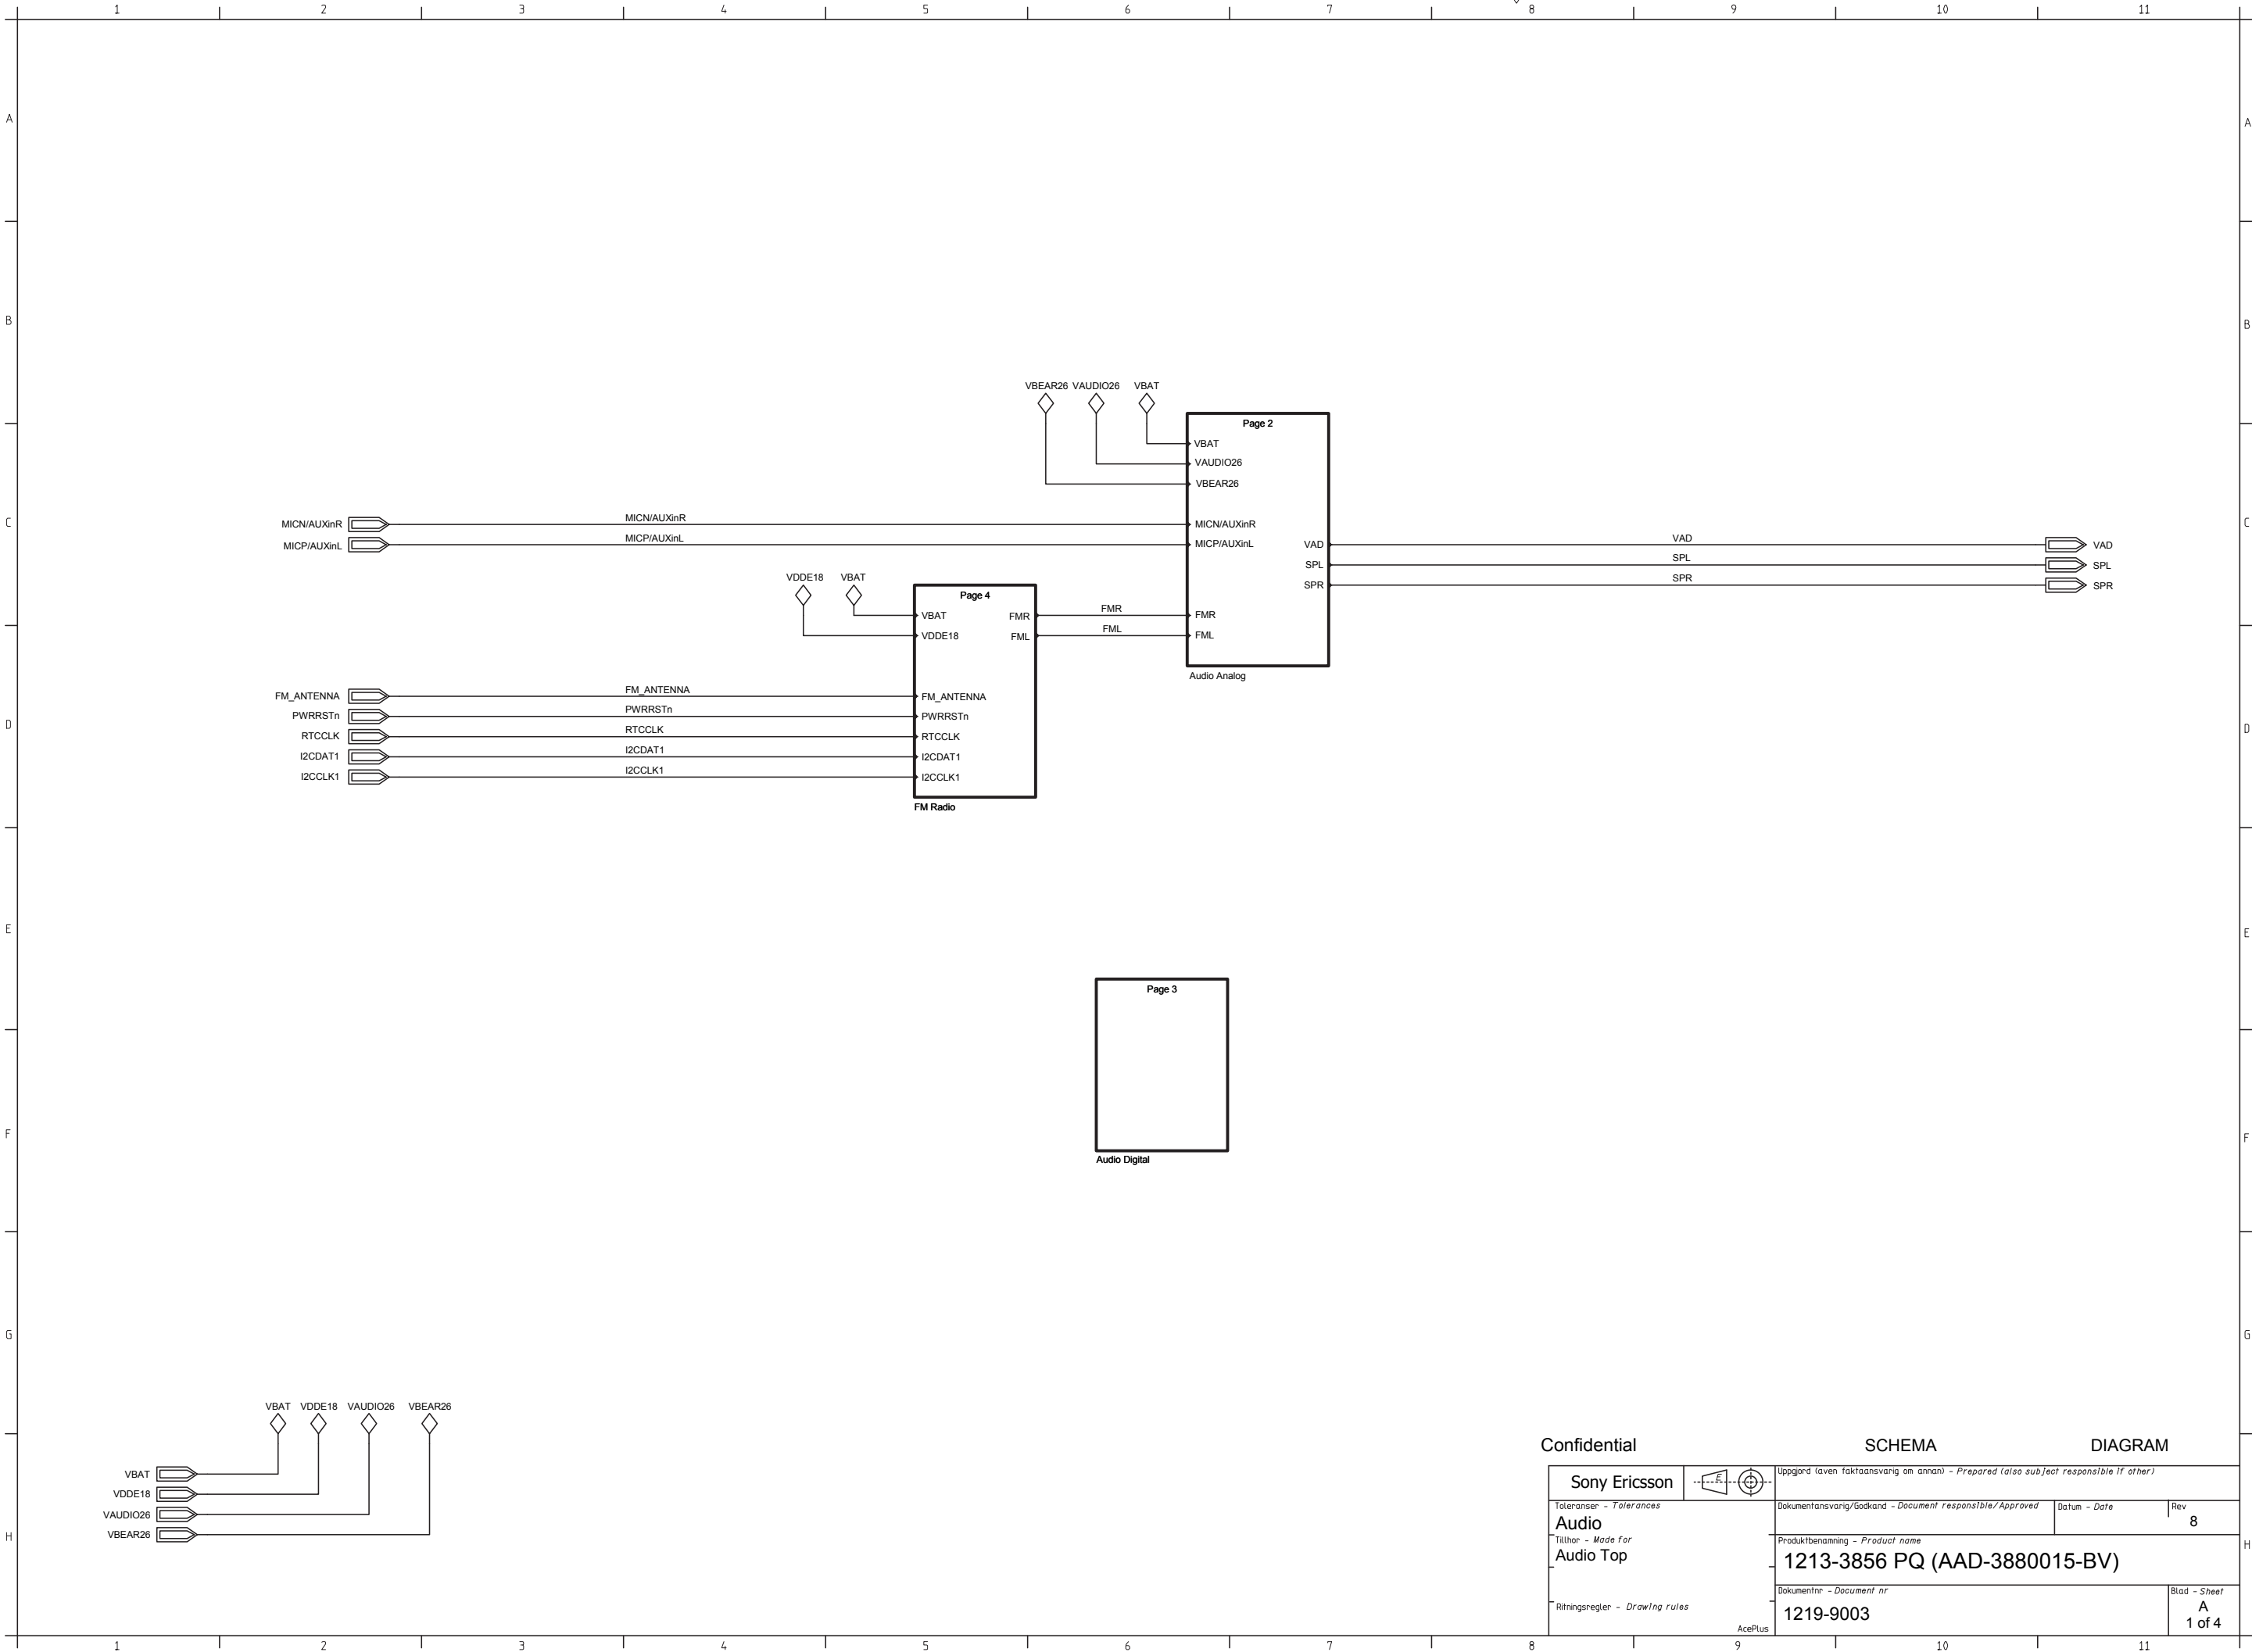 1 2 3 4 5 6 7 8 9 10 11
A A
B B
VBEAR26 VAUDIO26 VBAT
Page 2
VBAT
VAUDIO26
VBEAR26
C C
MICN/AUXinR MICN/AUXinR MICN/AUXinR
MICP/AUXinL MICP/AUXinL MICP/AUXinL VAD VAD VAD
SPL SPL SPL
SPR SPR SPR
VDDE18 VBAT
Page 4
VBAT FMR FMR FMR
VDDE18 FML FML FML
Audio Analog
FM_ANTENNA FM_ANTENNA FM_ANTENNA
D PWRRSTn PWRRSTn PWRRSTn D
RTCCLK RTCCLK RTCCLK
I2CDAT1 I2CDAT1 I2CDAT1
I2CCLK1 I2CCLK1 I2CCLK1
FM Radio
E E
Page 3
F F
Audio Digital
G G
VBAT VDDE18 VAUDIO26 VBEAR26
VBAT
VDDE18
VAUDIO26
VBEAR26
H H
Confidential SCHEMA DIAGRAM
Sony Ericsson E
Uppgjord (aven faktaansvarig om annan) - Prepared (also subject responsible if other)
Toleranser - Tolerances
Audio
Dokumentansvarig/Godkand - Document responsible/Approved
Datum - Date
Rev
8
Tillhor - Made for
Audio Top
Produktbenamning - Product name
1213-3856 PQ (AAD-3880015-BV)
Ritningsregler - Drawing rules
AcePlus
Dokumentnr - Document nr
1219-9003
Blad - Sheet
A
1 of 4
1 2 3 4 5 6 7 8 9 10 11